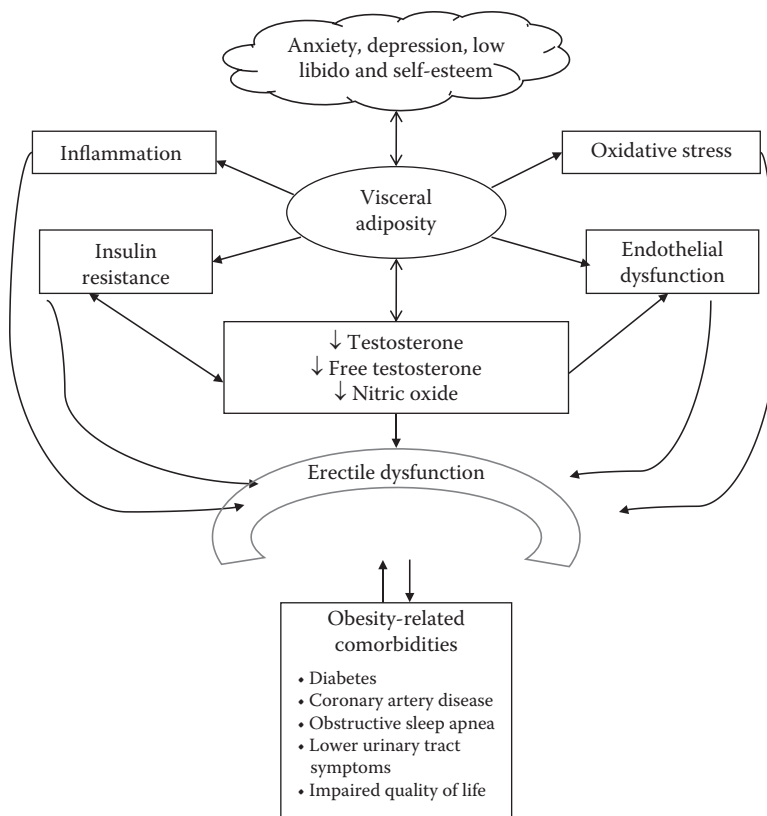 Anxiety, depression, low
libido and self-esteem
Inflammation
Oxidative stress
Visceral
adiposity
Insulin
resistance
Endothelial
dysfunction
↓ Testosterone
↓ Free testosterone
↓ Nitric oxide
Erectile dysfunction
Obesity-related
comorbidities
• Diabetes
• Coronary artery disease
• Obstructive sleep apnea
• Lower urinary tract
symptoms
• Impaired quality of life